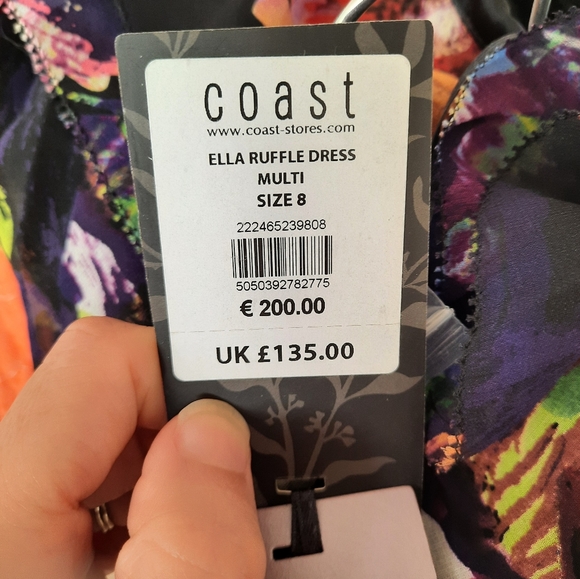 coast
www.coast-stores.com
ELLA RUFFLE DRESS
MULTI
SIZE 8
222465239808
5050392782775
€ 200.00
UK £135.00